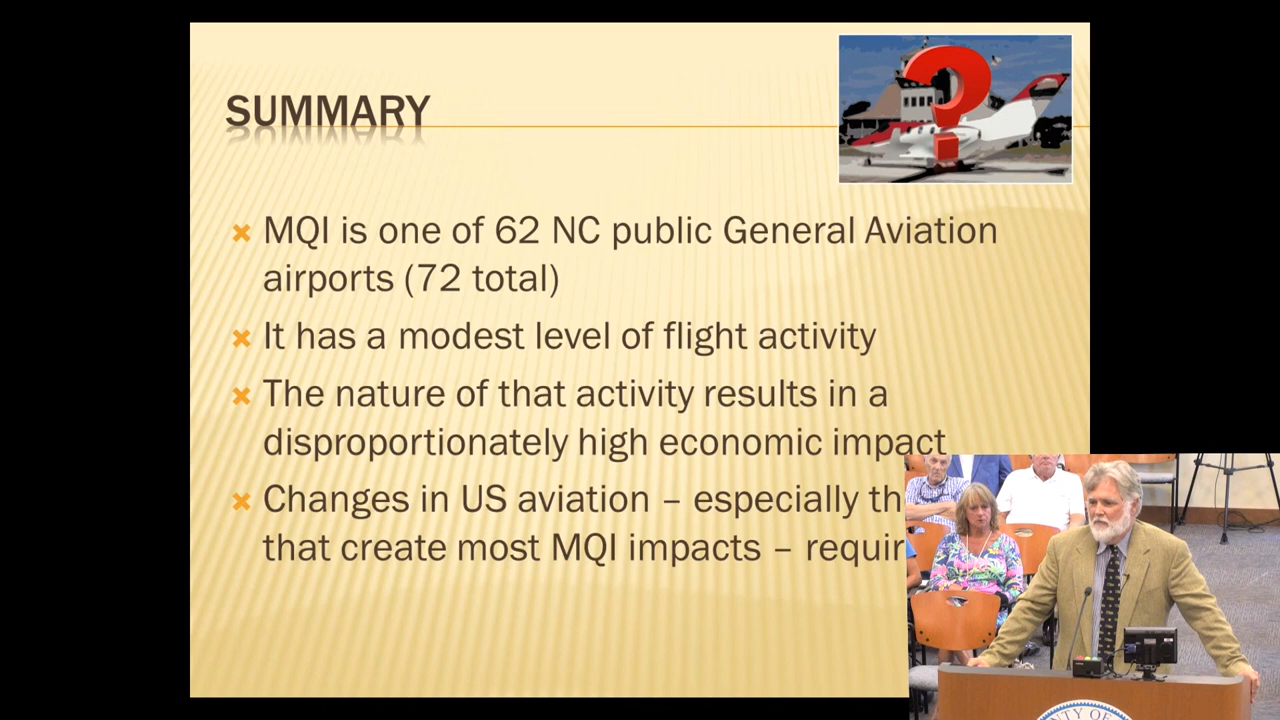 SUMMARY
MQI is one of 62 NC public General Aviation
airports (72 total)
It has a modest level of flight activity
The nature of that activity results in a
disproportionately high economic impact
Changes in US aviation – especially
that create most MQI impacts –
OF